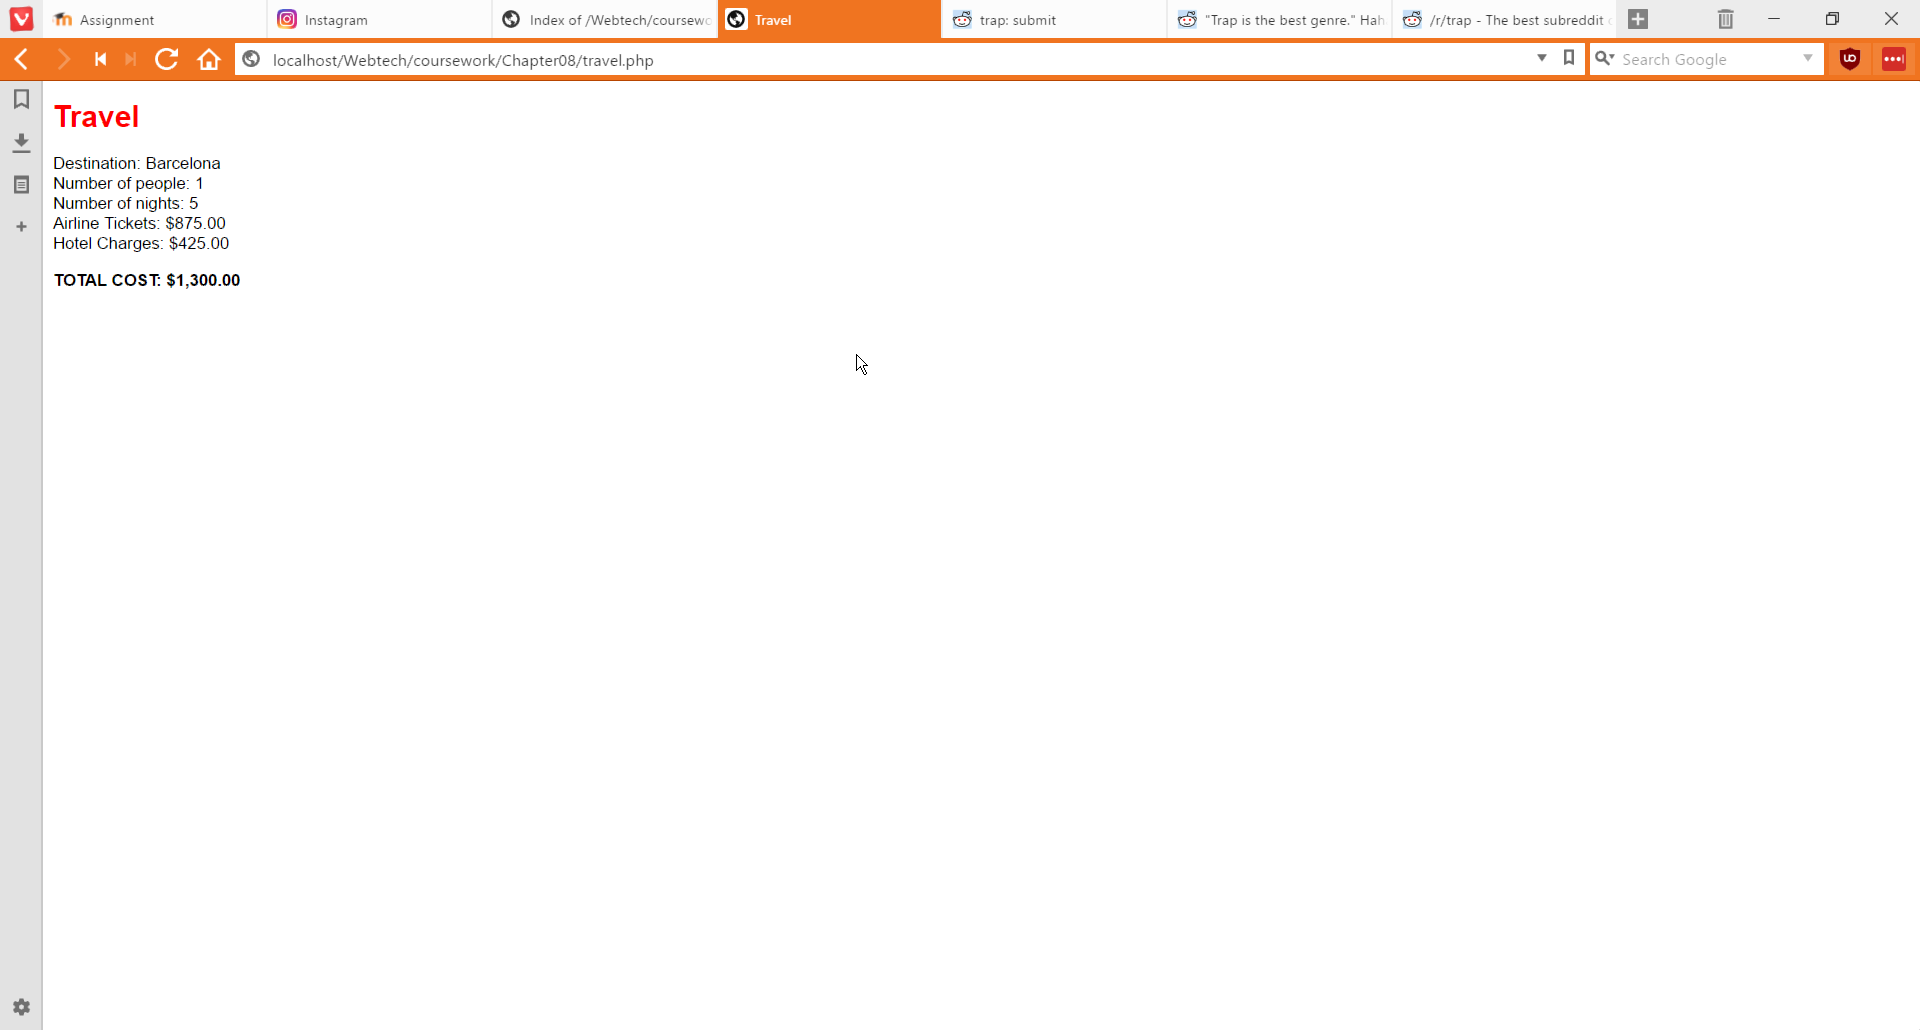 Assignment
Instagram
Index of /Webtech/coursewo
Travel
trap: submit
"Trap is the best genre." Hah
/r/trap - The best subreddit
localhost/Webtech/coursework/Chapter08/travel.php
Search Google
Travel
Destination: Barcelona
Number of people: 1
Number of nights: 5
Airline Tickets: $875.00
Hotel Charges: $425.00
TOTAL COST: $1,300.00